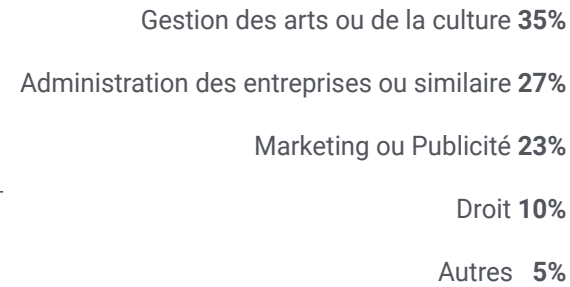 Gestion des arts ou de la culture 35%
Administration des entreprises ou similaire 27%
Marketing ou Publicité 23%
Droit 10%
Autres 5%